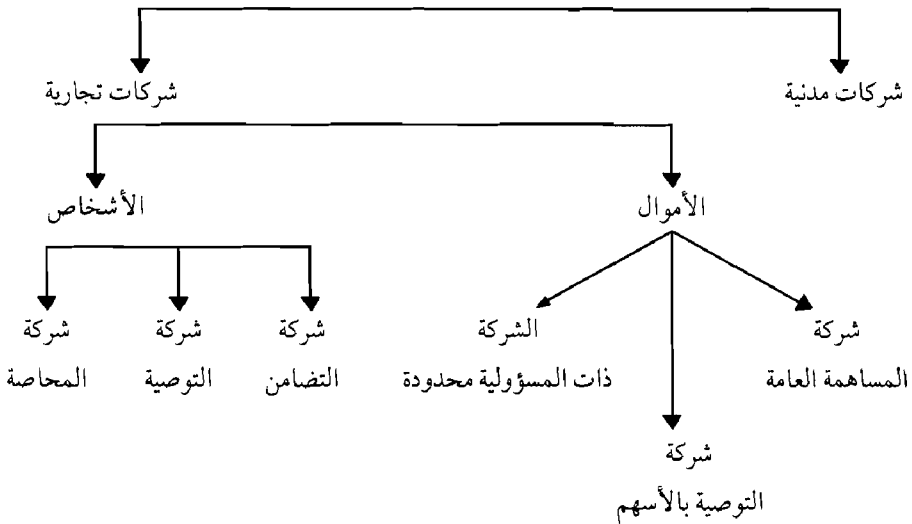 شركات مدنية
شركات تجارية
الأموال
الأشخاص
شركة
المساهمة العامة
شركة
التوصية بالأسهم
الشركة
ذات المسؤولية محدودة
شركة
التضامن
شركة
التوصية
شركة
المحاصة